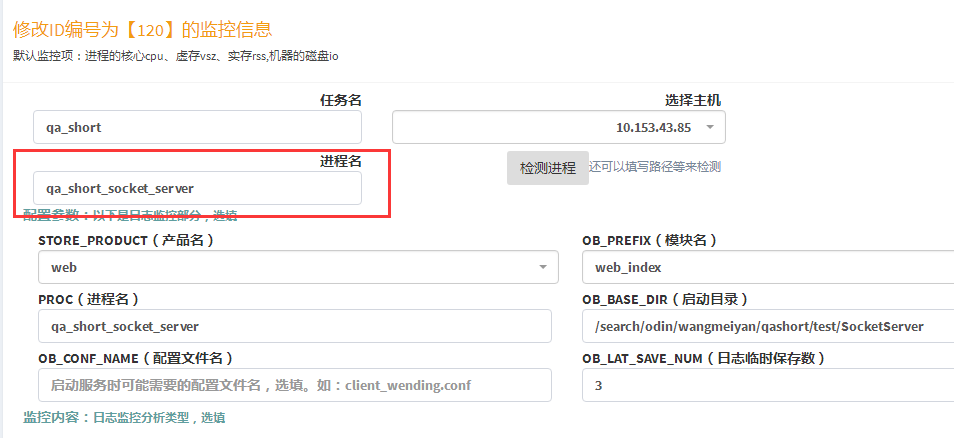 修改ID编号为【120】的监控信息
默认监控项：进程的核心cpu、虚存vsz、实存rss,机器的磁盘io
任务名 选择主机
qa_short 10.153.43.85
进程名
检测进程 还可以填写路径等来检测
qa_short_socket_server
配置参数：以下是日志监控部分，选填
STORE_PRODUCT（产品名） OB_PREFIX（模块名）
web web_index
PROC（进程名） OB_BASE_DIR（启动目录）
qa_short_socket_server /search/odin/wangmeiyan/qashort/test/SocketServer
OB_CONF_NAME（配置文件名） OB_LAT_SAVE_NUM（日志临时保存数）
启动服务时可能需要的配置文件名，选填。如：client_wending.conf 3
监控内容：日志监控分析类型，选填